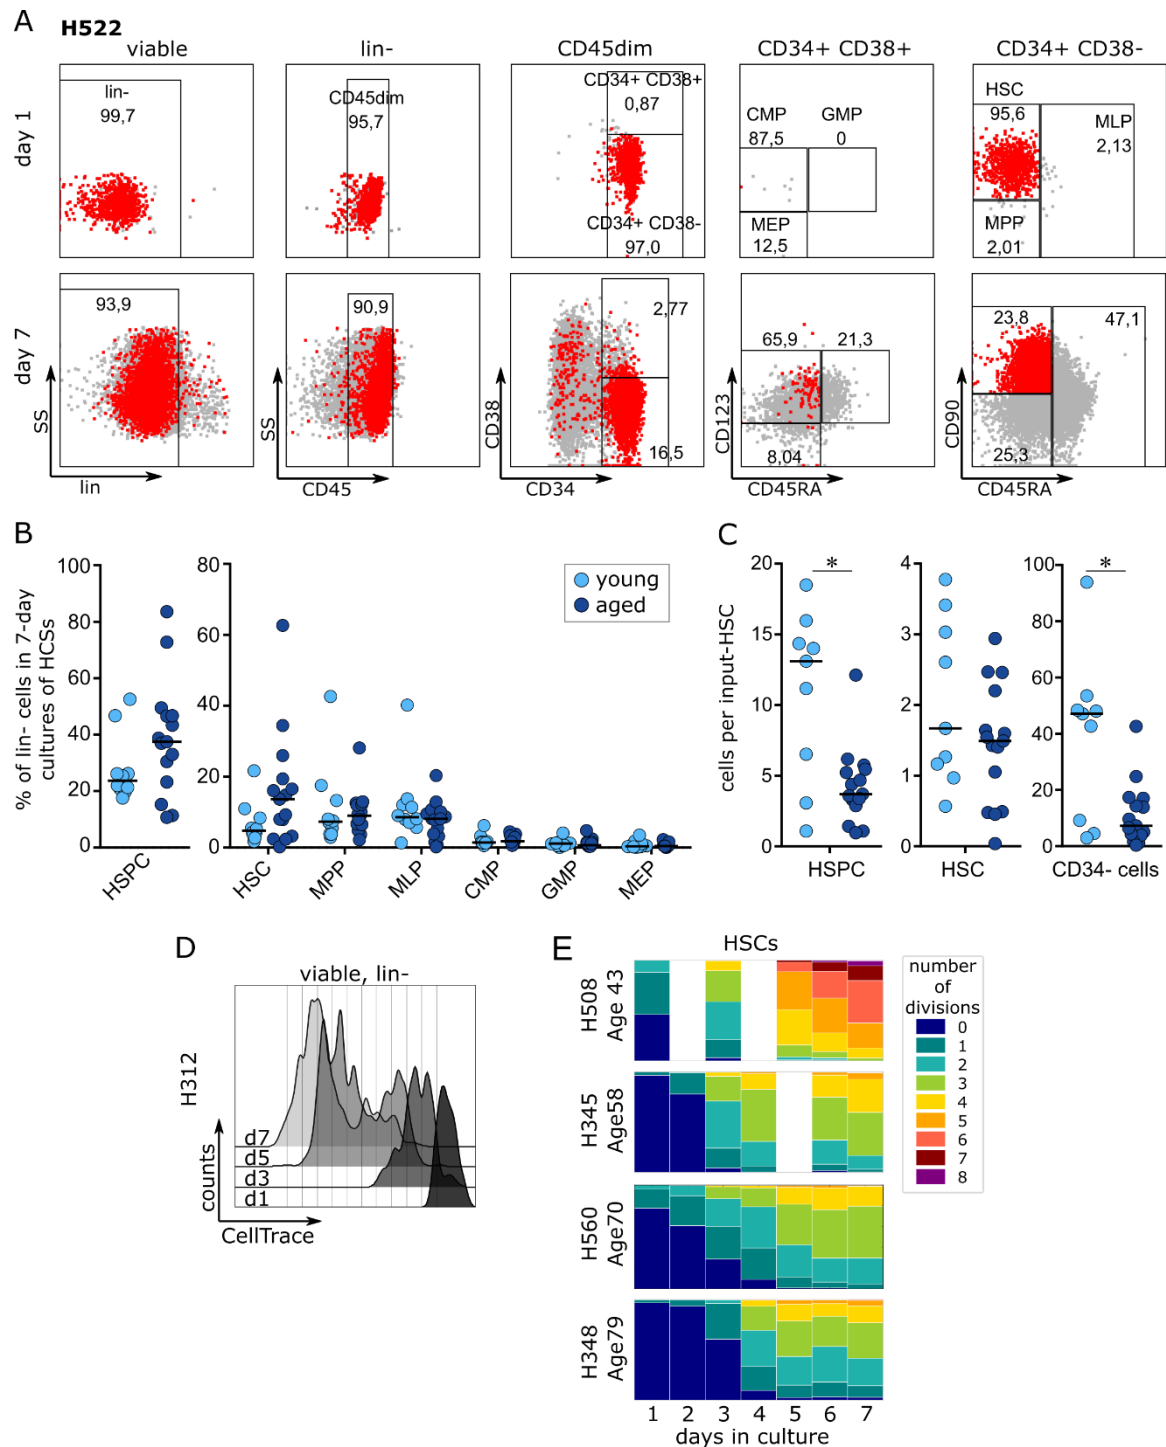 A
H522
viable
lin-
CD45dim
CD34+ CD38+
CD34+ CD38-
day 1
lin-
99,7
CD45dim
95,7
CD34+ CD38+
0,87
CD34+ CD38-
97,0
CMP
87,5
GMP
0
MEP
12,5
HSC
95,6
MLP
2,13
MPP
2,01
day 7
93,9
90,9
2,77
16,5
65,9
21,3
8,04
23,8
47,1
25,3
SS
lin
SS
CD45
CD38
CD34
CD123
CD45RA
CD90
CD45RA
B
% of lin- cells in 7-day
cultures of HCSs
100
80
60
40
20
0
HSPC
80
60
40
20
0
HSC
MPP
MLP
CMP
GMP
MEP
young
aged
C
cells per input-HSC
20
15
10
5
0
HSPC
*
4
3
2
1
0
HSC
100
80
60
40
20
0
CD34- cells
*
D
viable, lin-
H312
d7
d5
d3
d1
counts
CellTrace
E
HSCs
H508
Age 43
H345
Age58
H560
Age70
H348
Age79
1 2 3 4 5 6 7
days in culture
number
of
divisions
0
1
2
3
4
5
6
7
8